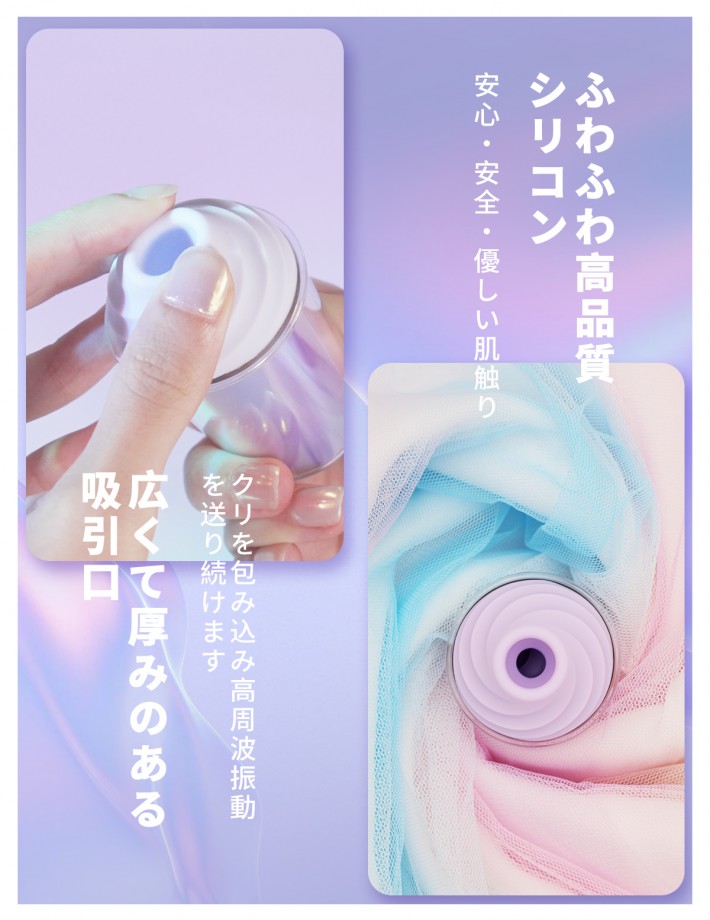 ふわふわ高品質
シリコン
安心・安全・優しい肌触り
クリを包み込み高周波振動
を送り続けます
広くて厚みのある
吸引口